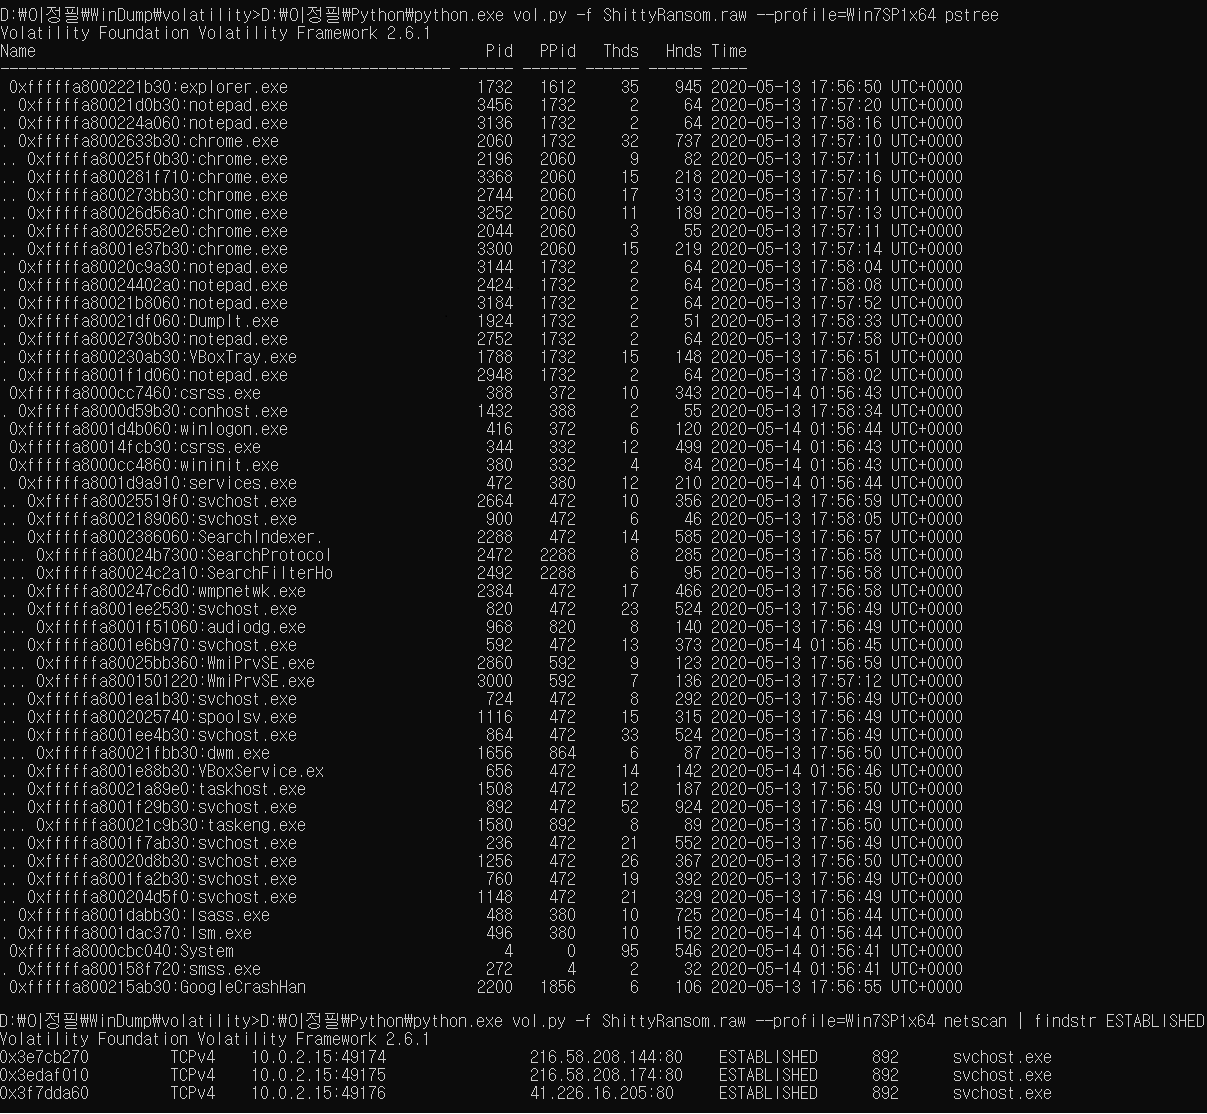 D:\이정필\WinDump\volatility>D:\이정필\Python\python.exe vol.py -f ShittyRansom.raw --profile=Win7SP1x64 pstree
Volatility Foundation Volatility Framework 2.6.1
Name Pid PPid Thds Hnds Time
-------------------------------------------------- ------ ------ ------ ------ ----
0xfffffa8002221b30:explorer.exe 1732 1612 35 945 2020-05-13 17:56:50 UTC+0000
. 0xfffffa80021d0b30:notepad.exe 3456 1732 2 64 2020-05-13 17:57:20 UTC+0000
. 0xfffffa800224a060:notepad.exe 3136 1732 2 64 2020-05-13 17:58:16 UTC+0000
. 0xfffffa8002633b30:chrome.exe 2060 1732 32 737 2020-05-13 17:57:10 UTC+0000
.. 0xfffffa80025f0b30:chrome.exe 2196 2060 9 82 2020-05-13 17:57:11 UTC+0000
.. 0xfffffa800281f710:chrome.exe 3368 2060 15 218 2020-05-13 17:57:16 UTC+0000
.. 0xfffffa800273bb30:chrome.exe 2744 2060 17 313 2020-05-13 17:57:11 UTC+0000
.. 0xfffffa80026d56a0:chrome.exe 3252 2060 11 189 2020-05-13 17:57:13 UTC+0000
.. 0xfffffa80026552e0:chrome.exe 2044 2060 3 55 2020-05-13 17:57:11 UTC+0000
.. 0xfffffa8001e37b30:chrome.exe 3300 2060 15 219 2020-05-13 17:57:14 UTC+0000
. 0xfffffa80020c9a30:notepad.exe 3144 1732 2 64 2020-05-13 17:58:04 UTC+0000
. 0xfffffa80024402a0:notepad.exe 2424 1732 2 64 2020-05-13 17:58:08 UTC+0000
. 0xfffffa80021b8060:notepad.exe 3184 1732 2 64 2020-05-13 17:57:52 UTC+0000
. 0xfffffa80021df060:DumpIt.exe 1924 1732 2 51 2020-05-13 17:58:33 UTC+0000
. 0xfffffa8002730b30:notepad.exe 2752 1732 2 64 2020-05-13 17:57:58 UTC+0000
. 0xfffffa800230ab30:VBoxTray.exe 1788 1732 15 148 2020-05-13 17:56:51 UTC+0000
. 0xfffffa8001f1d060:notepad.exe 2948 1732 2 64 2020-05-13 17:58:02 UTC+0000
0xfffffa8000cc7460:csrss.exe 388 372 10 343 2020-05-14 01:56:43 UTC+0000
. 0xfffffa8000d59b30:conhost.exe 1432 388 2 55 2020-05-13 17:58:34 UTC+0000
0xfffffa8001d4b060:winlogon.exe 416 372 6 120 2020-05-14 01:56:44 UTC+0000
0xfffffa80014fcb30:csrss.exe 344 332 12 499 2020-05-14 01:56:43 UTC+0000
0xfffffa8000cc4860:wininit.exe 380 332 4 84 2020-05-14 01:56:43 UTC+0000
. 0xfffffa8001d9a910:services.exe 472 380 12 210 2020-05-14 01:56:44 UTC+0000
.. 0xfffffa80025519f0:svchost.exe 2664 472 10 356 2020-05-13 17:56:59 UTC+0000
.. 0xfffffa8002189060:svchost.exe 900 472 6 46 2020-05-13 17:58:05 UTC+0000
.. 0xfffffa8002386060:SearchIndexer. 2288 472 14 585 2020-05-13 17:56:57 UTC+0000
... 0xfffffa80024b7300:SearchProtocol 2472 2288 8 285 2020-05-13 17:56:58 UTC+0000
... 0xfffffa80024c2a10:SearchFilterHo 2492 2288 6 95 2020-05-13 17:56:58 UTC+0000
.. 0xfffffa800247c6d0:wmpnetwk.exe 2384 472 17 466 2020-05-13 17:56:58 UTC+0000
.. 0xfffffa8001ee2530:svchost.exe 820 472 23 524 2020-05-13 17:56:49 UTC+0000
... 0xfffffa8001f51060:audiodg.exe 968 820 8 140 2020-05-13 17:56:49 UTC+0000
.. 0xfffffa8001e6b970:svchost.exe 592 472 13 373 2020-05-14 01:56:45 UTC+0000
... 0xfffffa80025bb360:WmiPrvSE.exe 2860 592 9 123 2020-05-13 17:56:59 UTC+0000
... 0xfffffa8001501220:WmiPrvSE.exe 3000 592 7 136 2020-05-13 17:57:12 UTC+0000
.. 0xfffffa8001ea1b30:svchost.exe 724 472 8 292 2020-05-13 17:56:49 UTC+0000
.. 0xfffffa8002025740:spoolsv.exe 1116 472 15 315 2020-05-13 17:56:49 UTC+0000
.. 0xfffffa8001ee4b30:svchost.exe 864 472 33 524 2020-05-13 17:56:49 UTC+0000
... 0xfffffa80021fbb30:dwm.exe 1656 864 6 87 2020-05-13 17:56:50 UTC+0000
.. 0xfffffa8001e88b30:VBoxService.ex 656 472 14 142 2020-05-14 01:56:46 UTC+0000
.. 0xfffffa80021a89e0:taskhost.exe 1508 472 12 187 2020-05-13 17:56:50 UTC+0000
.. 0xfffffa8001f29b30:svchost.exe 892 472 52 924 2020-05-13 17:56:49 UTC+0000
... 0xfffffa80021c9b30:taskeng.exe 1580 892 8 89 2020-05-13 17:56:50 UTC+0000
.. 0xfffffa8001f7ab30:svchost.exe 236 472 21 552 2020-05-13 17:56:49 UTC+0000
.. 0xfffffa80020d8b30:svchost.exe 1256 472 26 367 2020-05-13 17:56:50 UTC+0000
.. 0xfffffa8001fa2b30:svchost.exe 760 472 19 392 2020-05-13 17:56:49 UTC+0000
.. 0xfffffa800204d5f0:svchost.exe 1148 472 21 329 2020-05-13 17:56:49 UTC+0000
. 0xfffffa8001dabb30:lsass.exe 488 380 10 725 2020-05-14 01:56:44 UTC+0000
. 0xfffffa8001dac370:lsm.exe 496 380 10 152 2020-05-14 01:56:44 UTC+0000
0xfffffa8000cbc040:System 4 0 95 546 2020-05-14 01:56:41 UTC+0000
. 0xfffffa800158f720:smss.exe 272 4 2 32 2020-05-14 01:56:41 UTC+0000
0xfffffa800215ab30:GoogleCrashHan 2200 1856 6 106 2020-05-13 17:56:55 UTC+0000
D:\이정필\WinDump\volatility>D:\이정필\Python\python.exe vol.py -f ShittyRansom.raw --profile=Win7SP1x64 netscan | findstr ESTABLISHED
Volatility Foundation Volatility Framework 2.6.1
0x3e7cb270 TCPv4 10.0.2.15:49174 216.58.208.144:80 ESTABLISHED 892 svchost.exe
0x3edaf010 TCPv4 10.0.2.15:49175 216.58.208.174:80 ESTABLISHED 892 svchost.exe
0x3f7dda60 TCPv4 10.0.2.15:49176 41.226.16.205:80 ESTABLISHED 892 svchost.exe